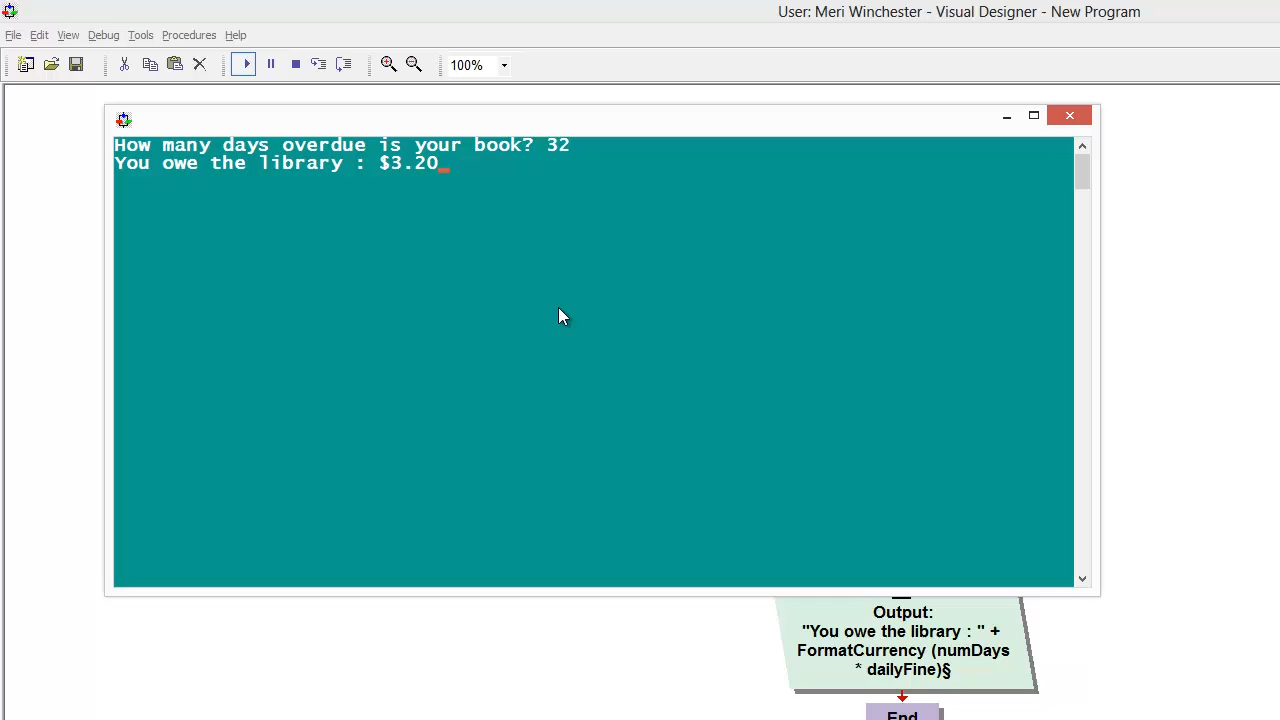 User: Meri Winchester - Visual Designer - New Program
File Edit View Debug Tools Procedures Help
100%
How many days overdue is your book? 32
You owe the library : $3.20
Output:
"You owe the library : " +
FormatCurrency (numDays
* dailyFine)§
End